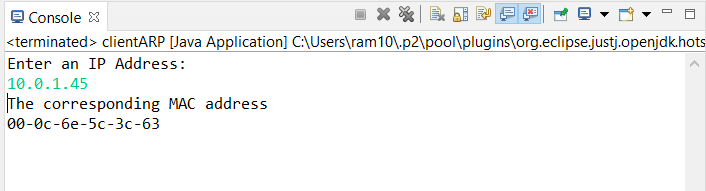 Console
<terminated> clientARP [Java Application] C:\Users\ram10\.p2\pool\plugins\org.eclipse.justj.openjdk.hots
Enter an IP Address:
10.0.1.45
The corresponding MAC address
00-0c-6e-5c-3c-63